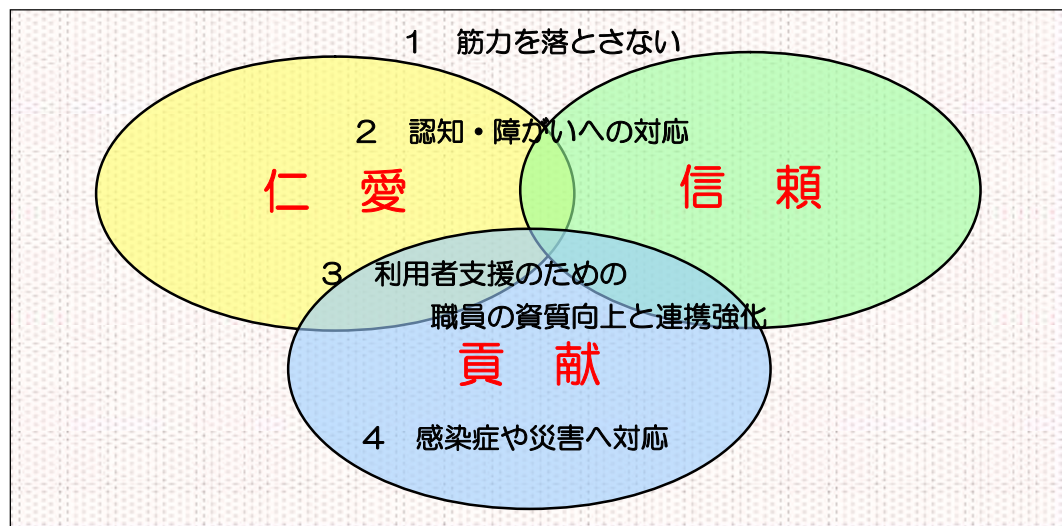 １　筋力を落とさない
２　認知・障がいへの対応
仁　愛
信　頼
３　利用者支援のための
職員の資質向上と連携強化
貢　献
４　感染症や災害へ対応